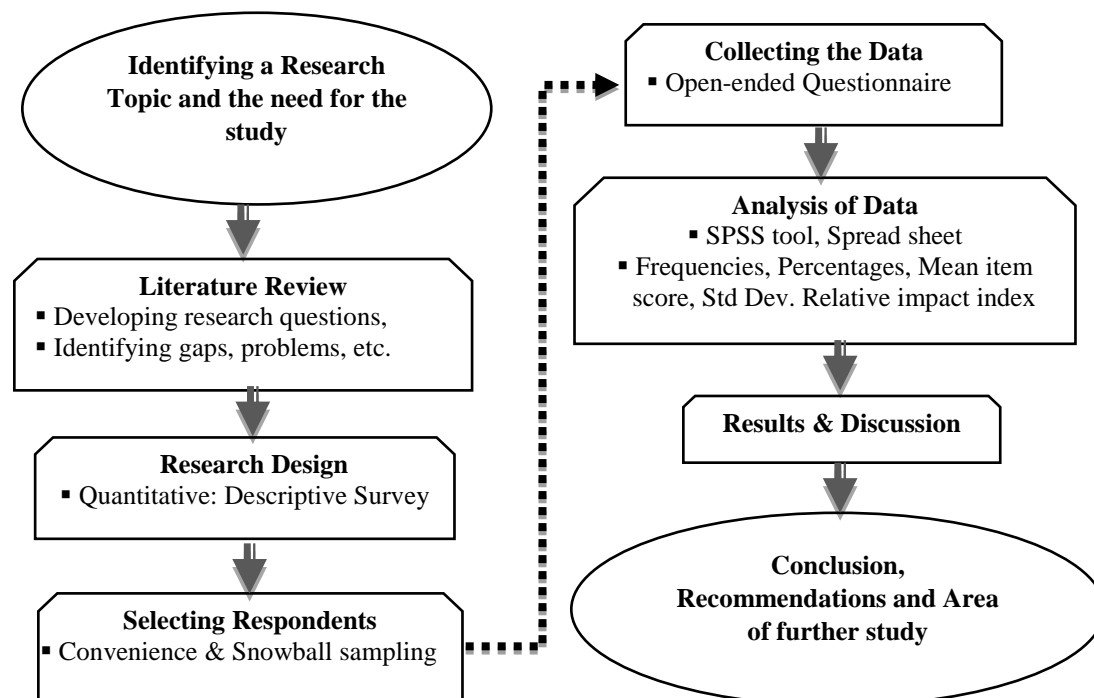 Identifying a Research
Topic and the need for the
study
Literature Review
▪ Developing research questions,
▪ Identifying gaps, problems, etc.
Research Design
▪ Quantitative: Descriptive Survey
Selecting Respondents
▪ Convenience & Snowball sampling
Collecting the Data
▪ Open-ended Questionnaire
Analysis of Data
▪ SPSS tool, Spread sheet
▪ Frequencies, Percentages, Mean item
score, Std Dev. Relative impact index
Results & Discussion
Conclusion,
Recommendations and Area
of further study